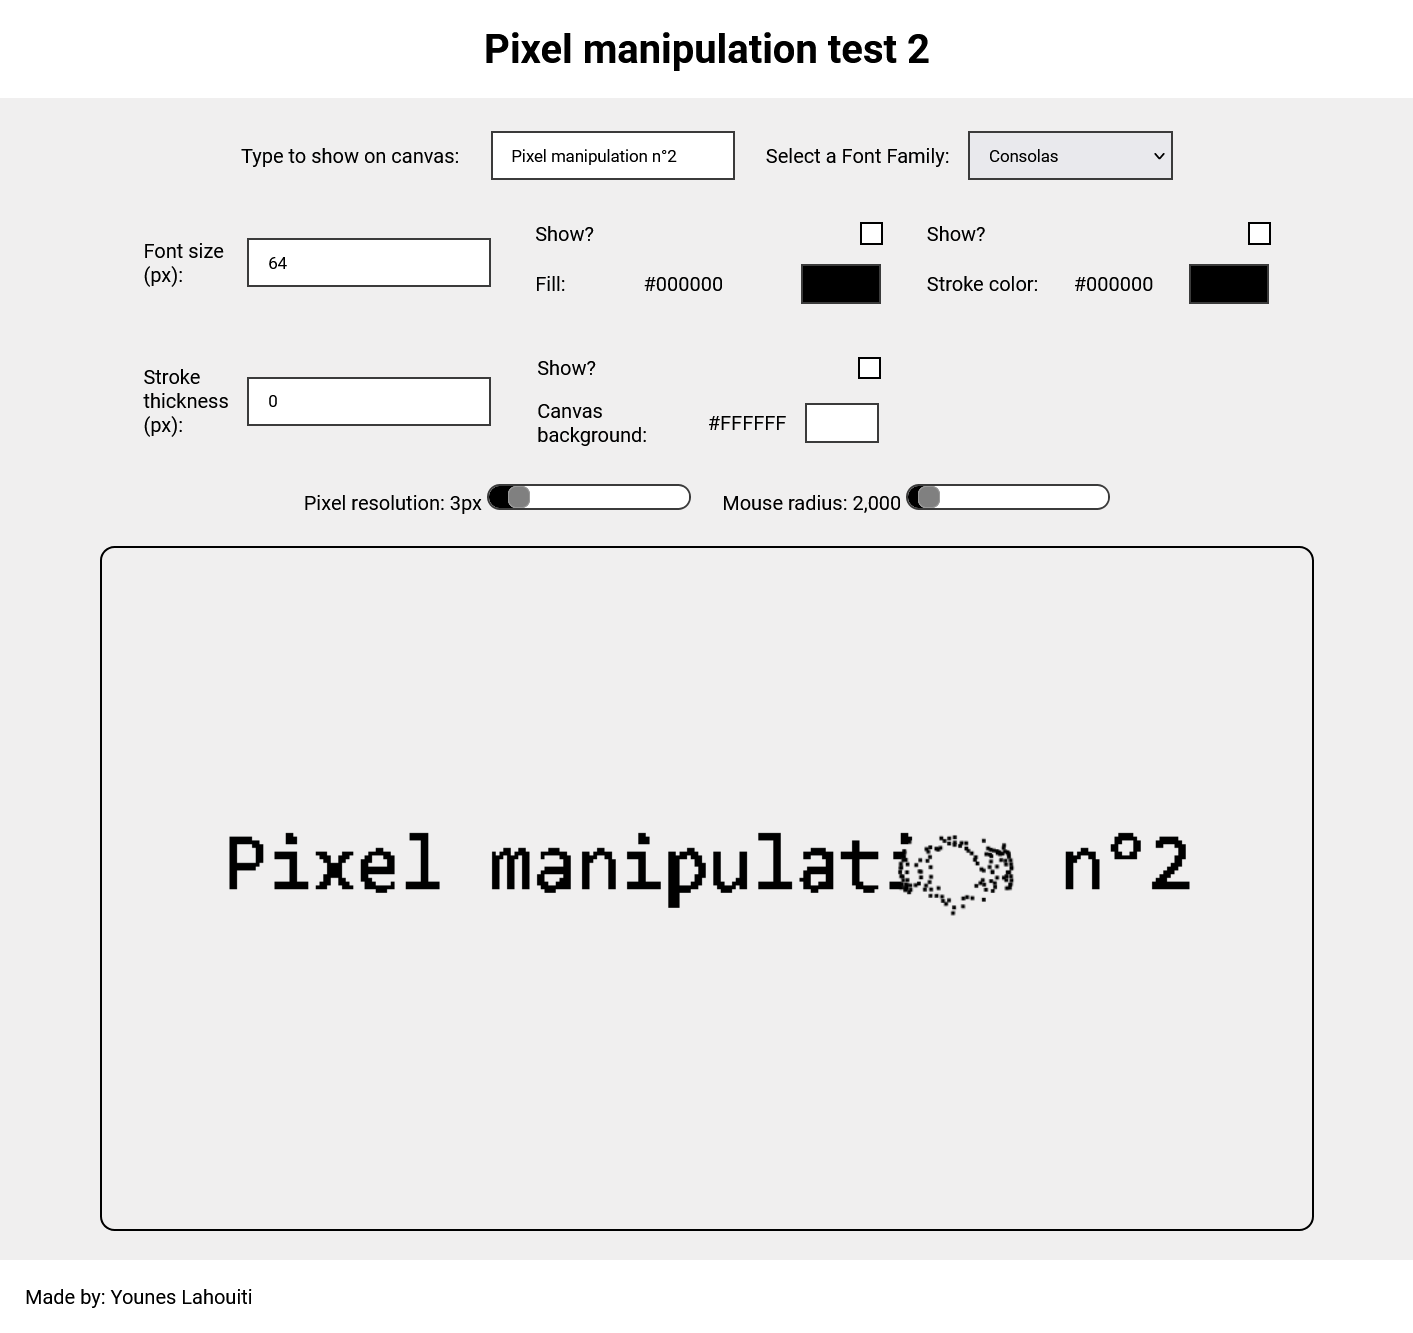 Pixel manipulation test 2
Type to show on canvas: Pixel manipulation n°2 Select a Font Family: Consolas
Font size (px): 64
Show?
Fill: #000000
Show?
Stroke color: #000000
Stroke thickness (px): 0
Show?
Canvas background: #FFFFFF
Pixel resolution: 3px Mouse radius: 2,000
Pixel manipulation n°2
Made by: Younes Lahouiti